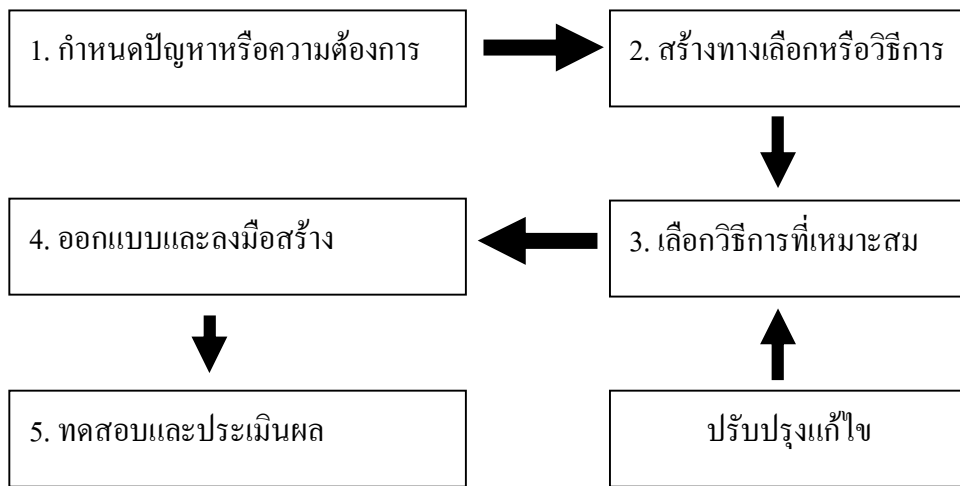 1. กำหนดปัญหาหรือความต้องการ
2. สร้างทางเลือกหรือวิธีการ
3. เลือกวิธีการที่เหมาะสม
4. ออกแบบและลงมือสร้าง
5. ทดสอบและประเมินผล
ปรับปรุงแก้ไข